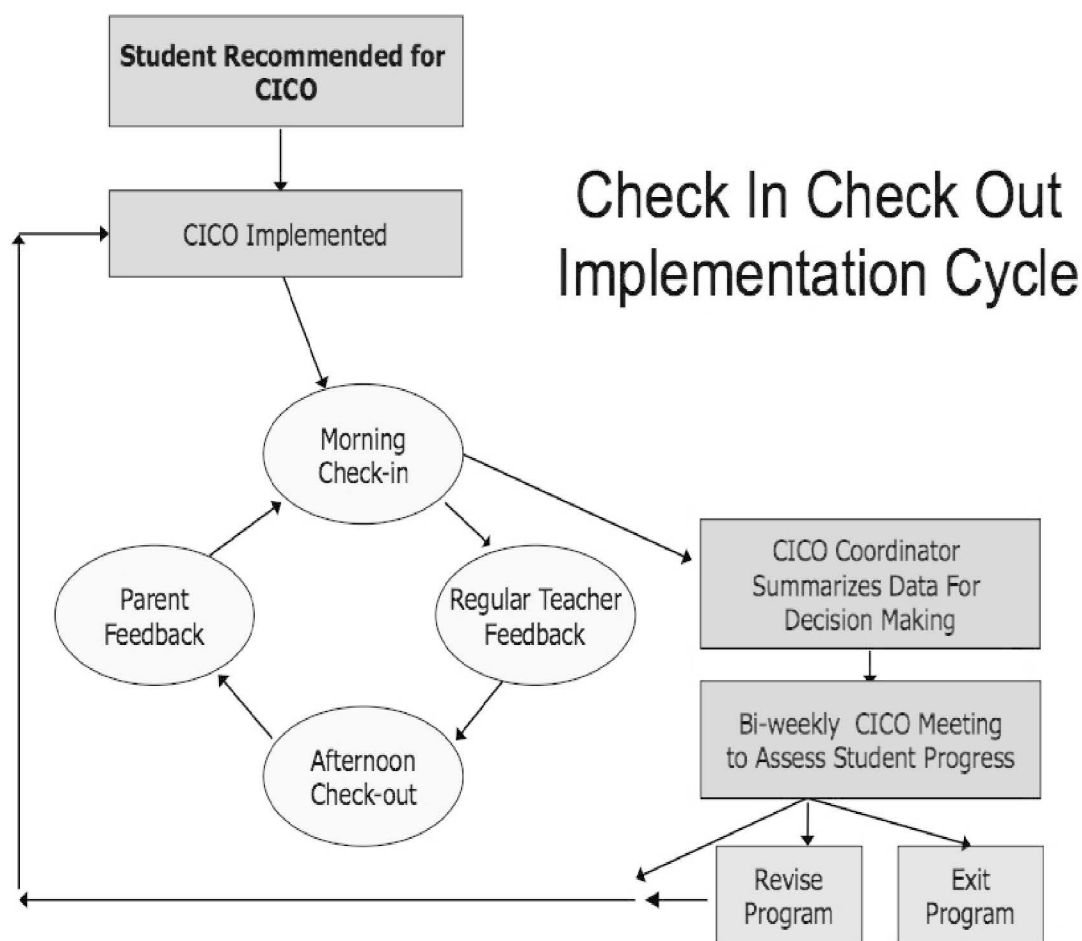 Student Recommended for
CICO
Check In Check Out
Implementation Cycle
CICO Implemented
Morning
Check-in
Parent
Feedback
Regular Teacher
Feedback
Afternoon
Check-out
CICO Coordinator
Summarizes Data For
Decision Making
Bi-weekly CICO Meeting
to Assess Student Progress
Revise
Program
Exit
Program